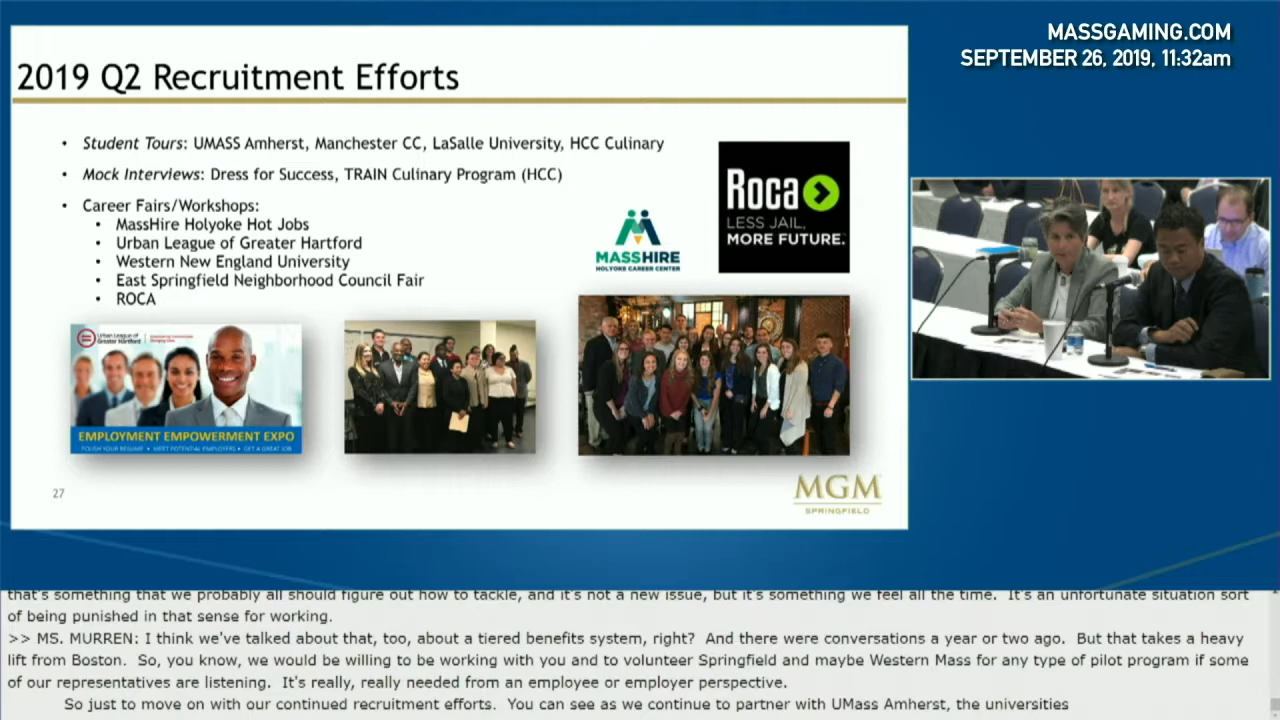 MASSGAMING.COM
SEPTEMBER 26, 2019, 11:32am
2019 Q2 Recruitment Efforts
• Student Tours: UMASS Amherst, Manchester CC, LaSalle University, HCC Culinary
• Mock Interviews: Dress for Success, TRAIN Culinary Program (HCC)
• Career Fairs/Workshops:
• MassHire Holyoke Hot Jobs
• Urban League of Greater Hartford
• Western New England University
• East Springfield Neighborhood Council Fair
• ROCA
MASSHIRE
HOLYOKE CAREER CENTER
Roca
LESS JAIL,
MORE FUTURE.
Urban League of
Greater Hartford
EMPLOYMENT EMPOWERMENT EXPO
POLISH YOUR RESUME • MEET POTENTIAL EMPLOYERS • GET A GREAT JOB
27
MGM
SPRINGFIELD
that's something that we probably all should figure out how to tackle, and it's not a new issue, but it's something we feel all the time. It's an unfortunate situation sort
of being punished in that sense for working.
>> MS. MURREN: I think we've talked about that, too, about a tiered benefits system, right? And there were conversations a year or two ago. But that takes a heavy
lift from Boston. So, you know, we would be willing to be working with you and to volunteer Springfield and maybe Western Mass for any type of pilot program if some
of our representatives are listening. It's really, really needed from an employee or employer perspective.
So just to move on with our continued recruitment efforts. You can see as we continue to partner with UMass Amherst, the universities